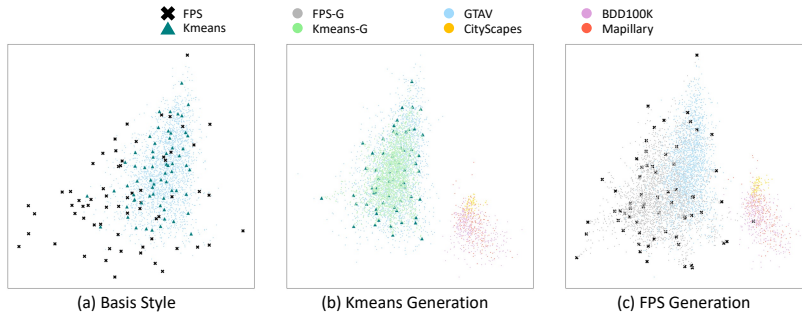 FPS FPS-G GTAV BDD100K
Kmeans Kmeans-G CityScapes Mapillary
(a) Basis Style (b) Kmeans Generation (c) FPS Generation